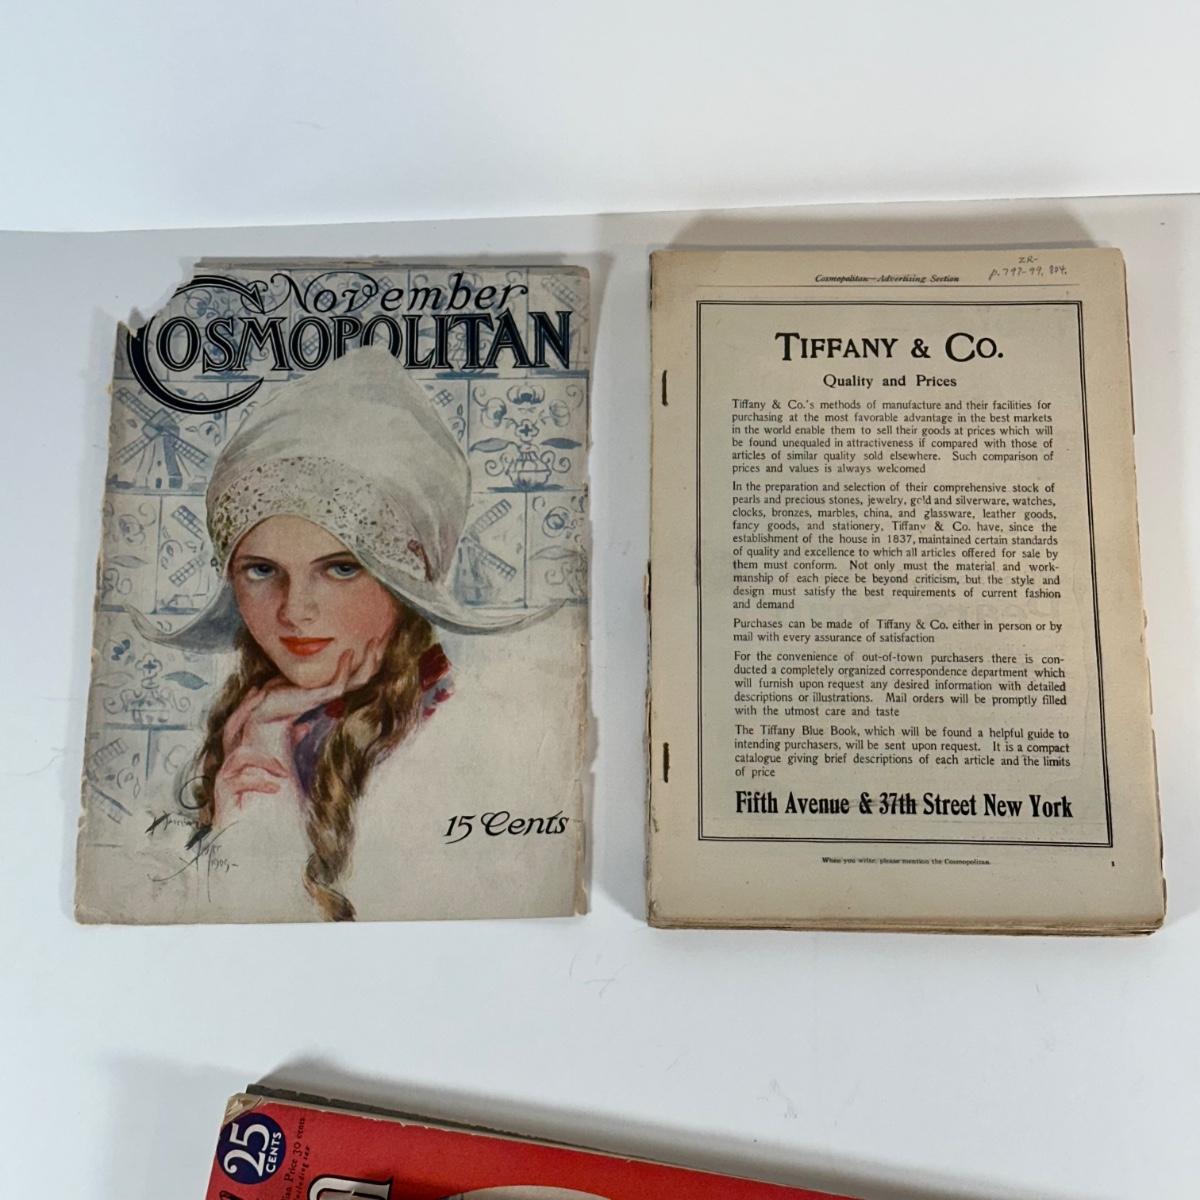 November
COSMOPOLITAN
15 Cents
1909-
ZR-
p. 797-99, 804.
Cosmopolitan—Advertising Section
TIFFANY & CO.
Quality and Prices
Tiffany & Co.'s methods of manufacture and their facilities for
purchasing at the most favorable advantage in the best markets
in the world enable them to sell their goods at prices which will
be found unequaled in attractiveness if compared with those of
articles of similar quality sold elsewhere. Such comparison of
prices and values is always welcomed
In the preparation and selection of their comprehensive stock of
pearls and precious stones, jewelry, gold and silverware, watches,
clocks, bronzes, marbles, china, and glassware, leather goods,
fancy goods, and stationery, Tiffany & Co. have, since the
establishment of the house in 1837, maintained certain standards
of quality and excellence to which all articles offered for sale by
them must conform. Not only must the material and work-
manship of each piece be beyond criticism, but the style and
design must satisfy the best requirements of current fashion
and demand
Purchases can be made of Tiffany & Co. either in person or by
mail with every assurance of satisfaction
For the convenience of out-of-town purchasers there is con-
ducted a completely organized correspondence department which
will furnish upon request any desired information with detailed
descriptions or illustrations. Mail orders will be promptly filled
with the utmost care and taste
The Tiffany Blue Book, which will be found a helpful guide to
intending purchasers, will be sent upon request. It is a compact
catalogue giving brief descriptions of each article and the limits
of price
Fifth Avenue & 37th Street New York
When you write, please mention the Cosmopolitan.
1
25
CENTS
Price 30 cents